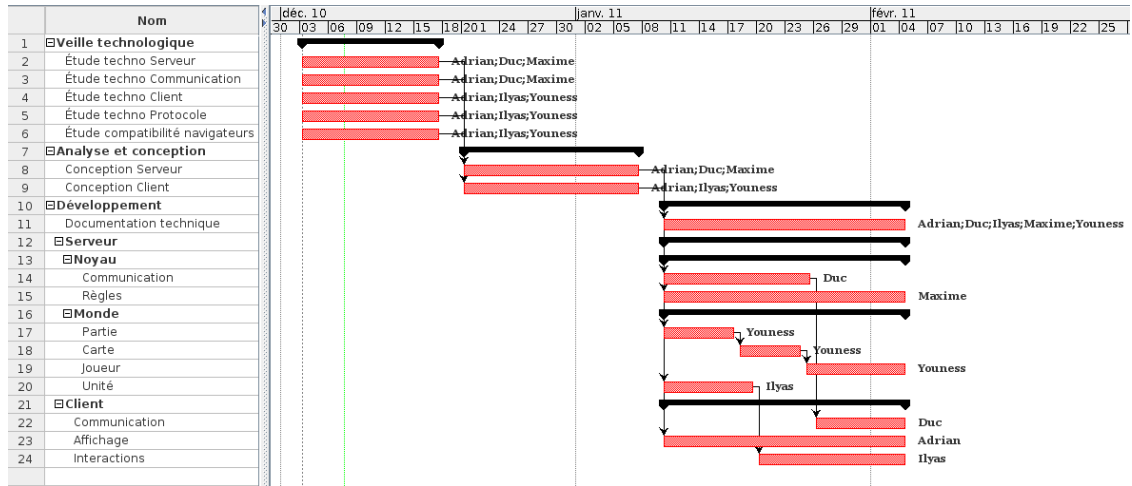 Nom
déc. 10 janv. 11 févr. 11
30 03 06 09 12 15 18 20 23 26 29 30 02 05 08 11 14 17 20 23 26 29 01 04 07 10 13 16 19 22 25
1 Veille technologique
2 Étude techno Serveur Adrian;Duc;Maxime
3 Étude techno Communication Adrian;Duc;Maxime
4 Étude techno Client Adrian;Ilyas;Youness
5 Étude techno Protocole Adrian;Ilyas;Youness
6 Étude compatibilité navigateurs Adrian;Ilyas;Youness
7 Analyse et conception
8 Conception Serveur Adrian;Duc;Maxime
9 Conception Client Adrian;Ilyas;Youness
10 Développement
11 Documentation technique Adrian;Duc;Ilyas;Maxime;Youness
12 Serveur
13 Noyau
14 Communication Duc
15 Règles Maxime
16 Monde
17 Partie Youness
18 Carte Youness
19 Joueur Youness
20 Unité Ilyas
21 Client
22 Communication Duc
23 Affichage Adrian
24 Interactions Ilyas